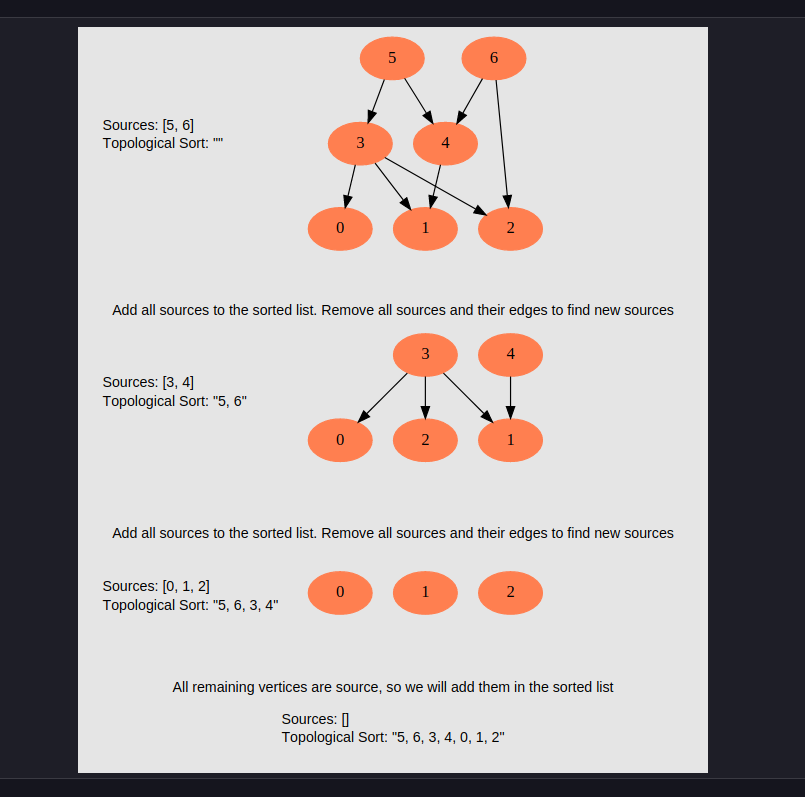 5 6
Sources: [5, 6]
Topological Sort: ""
3 4
0 1 2
Add all sources to the sorted list. Remove all sources and their edges to find new sources
3 4
Sources: [3, 4]
Topological Sort: "5, 6"
0 2 1
Add all sources to the sorted list. Remove all sources and their edges to find new sources
Sources: [0, 1, 2]
Topological Sort: "5, 6, 3, 4"
0 1 2
All remaining vertices are source, so we will add them in the sorted list
Sources: []
Topological Sort: "5, 6, 3, 4, 0, 1, 2"